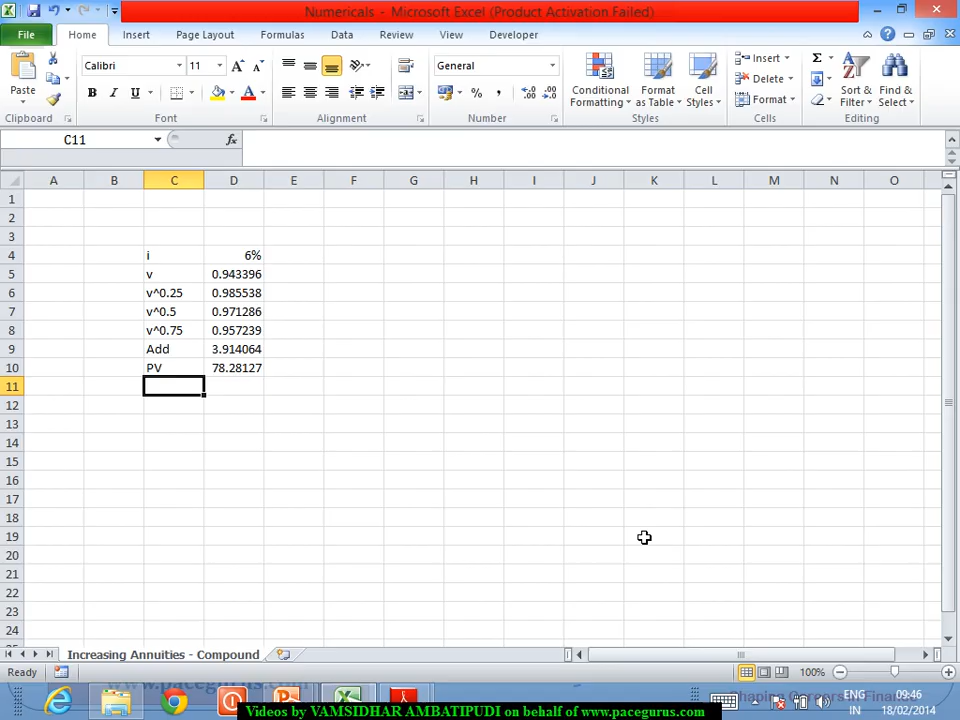 Numericals - Microsoft Excel (Product Activation Failed)
File Home Insert Page Layout Formulas Data Review View Developer
Paste
Calibri 11
General
Conditional Formatting
Format as Table
Cell Styles
Insert
Delete
Format
Sort & Filter
Find & Select
Clipboard Font Alignment Number Styles Cells Editing
C11 fx
A B C D E F G H I J K L M N O
1
2
3
4 i 6%
5 v 0.943396
6 v^0.25 0.985538
7 v^0.5 0.971286
8 v^0.75 0.957239
9 Add 3.914064
10 PV 78.28127
11
12
13
14
15
16
17
18
19
20
21
22
23
24
Increasing Annuities - Compound
Ready 100%
www.pacegurus.com
ENG 09:46
IN 18/02/2014
Videos by VAMSIDHAR AMBATIPUDI on behalf of www.pacegurus.com